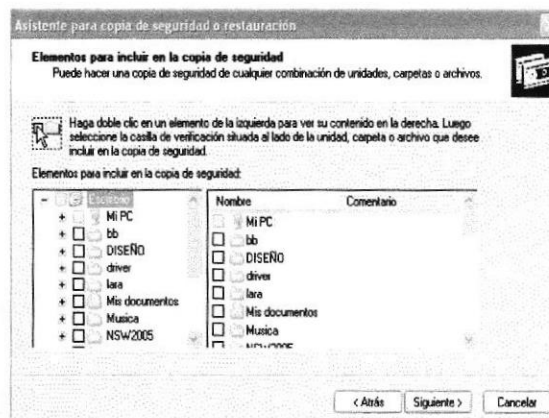 Asistente para copia de seguridad o restauración
Elementos para incluir en la copia de seguridad
Puede hacer una copia de seguridad de cualquier combinación de unidades, carpetas o archivos.
Haga doble clic en un elemento de la izquierda para ver su contenido en la derecha. Luego
seleccione la casilla de verificación situada al lado de la unidad, carpeta o archivo que desee
incluir en la copia de seguridad.
Elementos para incluir en la copia de seguridad:
Escritorio
Mi PC
bb
DISEÑO
driver
lara
Mis documentos
Musica
NSW2005
Nombre Comentario
Mi PC
bb
DISEÑO
driver
lara
Mis documentos
Musica
NSW2005
< Atrás Siguiente > Cancelar